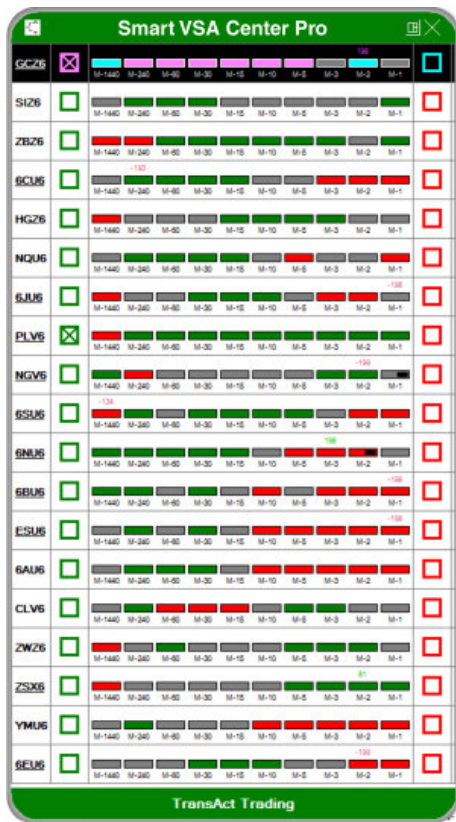 Smart VSA Center Pro
198
GCZ6
M-1440 M-240 M-60 M-30 M-15 M-10 M-5 M-3 M-2 M-1
SIZ6
M-1440 M-240 M-60 M-30 M-15 M-10 M-5 M-3 M-2 M-1
ZBZ6
M-1440 M-240 M-60 M-30 M-15 M-10 M-5 M-3 M-2 M-1
-193
6CU6
M-1440 M-240 M-60 M-30 M-15 M-10 M-5 M-3 M-2 M-1
HGZ6
M-1440 M-240 M-60 M-30 M-15 M-10 M-5 M-3 M-2 M-1
NQU6
M-1440 M-240 M-60 M-30 M-15 M-10 M-5 M-3 M-2 M-1
-198
6JU6
M-1440 M-240 M-60 M-30 M-15 M-10 M-5 M-3 M-2 M-1
PLV6
M-1440 M-240 M-60 M-30 M-15 M-10 M-5 M-3 M-2 M-1
-199
NGV6
M-1440 M-240 M-60 M-30 M-15 M-10 M-5 M-3 M-2 M-1
-134
6SU6
M-1440 M-240 M-60 M-30 M-15 M-10 M-5 M-3 M-2 M-1
198
6NU6
M-1440 M-240 M-60 M-30 M-15 M-10 M-5 M-3 M-2 M-1
-198
6BU6
M-1440 M-240 M-60 M-30 M-15 M-10 M-5 M-3 M-2 M-1
-198
ESU6
M-1440 M-240 M-60 M-30 M-15 M-10 M-5 M-3 M-2 M-1
6AU6
M-1440 M-240 M-60 M-30 M-15 M-10 M-5 M-3 M-2 M-1
CLV6
M-1440 M-240 M-60 M-30 M-15 M-10 M-5 M-3 M-2 M-1
ZWZ6
M-1440 M-240 M-60 M-30 M-15 M-10 M-5 M-3 M-2 M-1
81
ZSX6
M-1440 M-240 M-60 M-30 M-15 M-10 M-5 M-3 M-2 M-1
YMU6
M-1440 M-240 M-60 M-30 M-15 M-10 M-5 M-3 M-2 M-1
-198
6EU6
M-1440 M-240 M-60 M-30 M-15 M-10 M-5 M-3 M-2 M-1
TransAct Trading